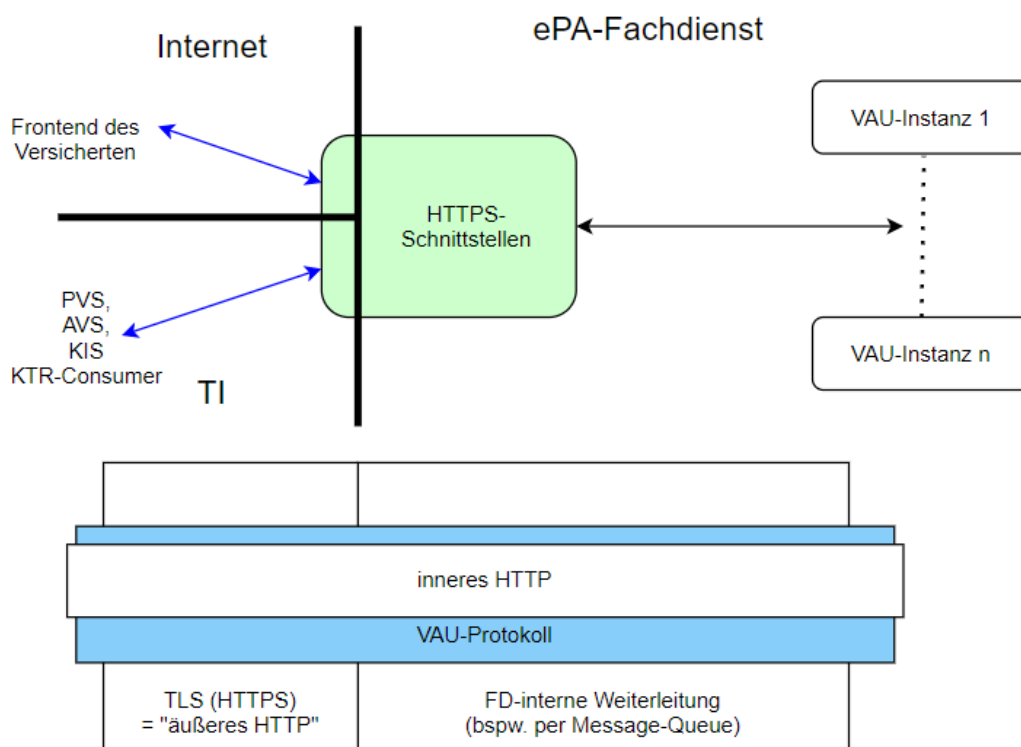 Internet
ePA-Fachdienst
Frontend des
Versicherten
VAU-Instanz 1
HTTPS-
Schnittstellen
PVS,
AVS,
KIS
KTR-Consumer
TI
VAU-Instanz n
inneres HTTP
VAU-Protokoll
TLS (HTTPS)
= "äußeres HTTP"
FD-interne Weiterleitung
(bspw. per Message-Queue)